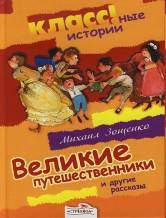 Класс!ные
истории
Михаил Зощенко
Великие
путешественники
и другие рассказы